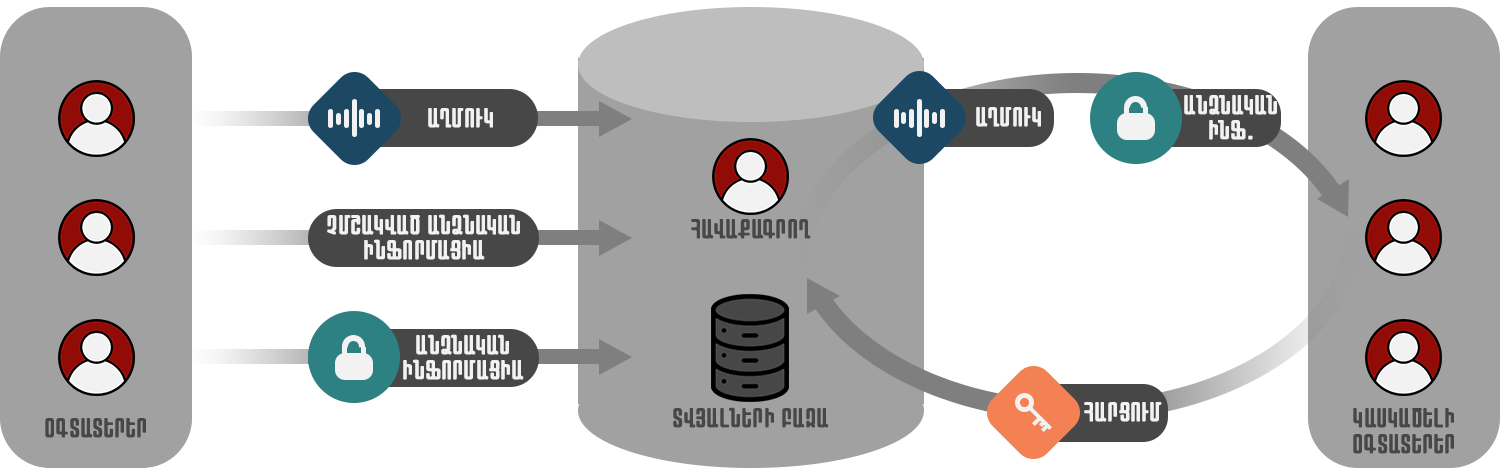 ՕԳՏԱՏԵՐԵՐ
ԱՂՄՈՒԿ
ՉՄՇԱԿՎԱԾ ԱՆՁՆԱԿԱՆ
ԻՆՖՈՐՄԱՑԻԱ
ԱՆՁՆԱԿԱՆ
ԻՆՖՈՐՄԱՑԻԱ
ՀԱՎԱՔԱԳՐՈՂ
ՏՎՅԱԼՆԵՐԻ ԲԱԶԱ
ԱՂՄՈՒԿ
ԱՆՁՆԱԿԱՆ
ԻՆՖ.
ՀԱՐՑՈՒՄ
ԿԱՍԿԱԾԵԼԻ
ՕԳՏԱՏԵՐԵՐ